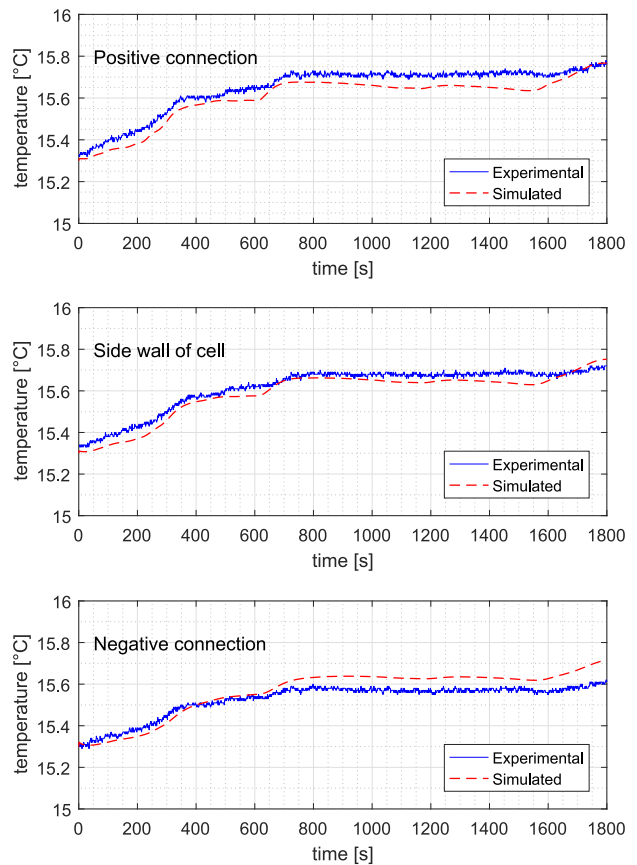 16
15.8
15.6
15.4
15.2
15
temperature [°C]
Positive connection
Experimental
Simulated
0 200 400 600 800 1000 1200 1400 1600 1800
time [s]
16
15.8
15.6
15.4
15.2
15
temperature [°C]
Side wall of cell
Experimental
Simulated
0 200 400 600 800 1000 1200 1400 1600 1800
time [s]
16
15.8
15.6
15.4
15.2
15
temperature [°C]
Negative connection
Experimental
Simulated
0 200 400 600 800 1000 1200 1400 1600 1800
time [s]